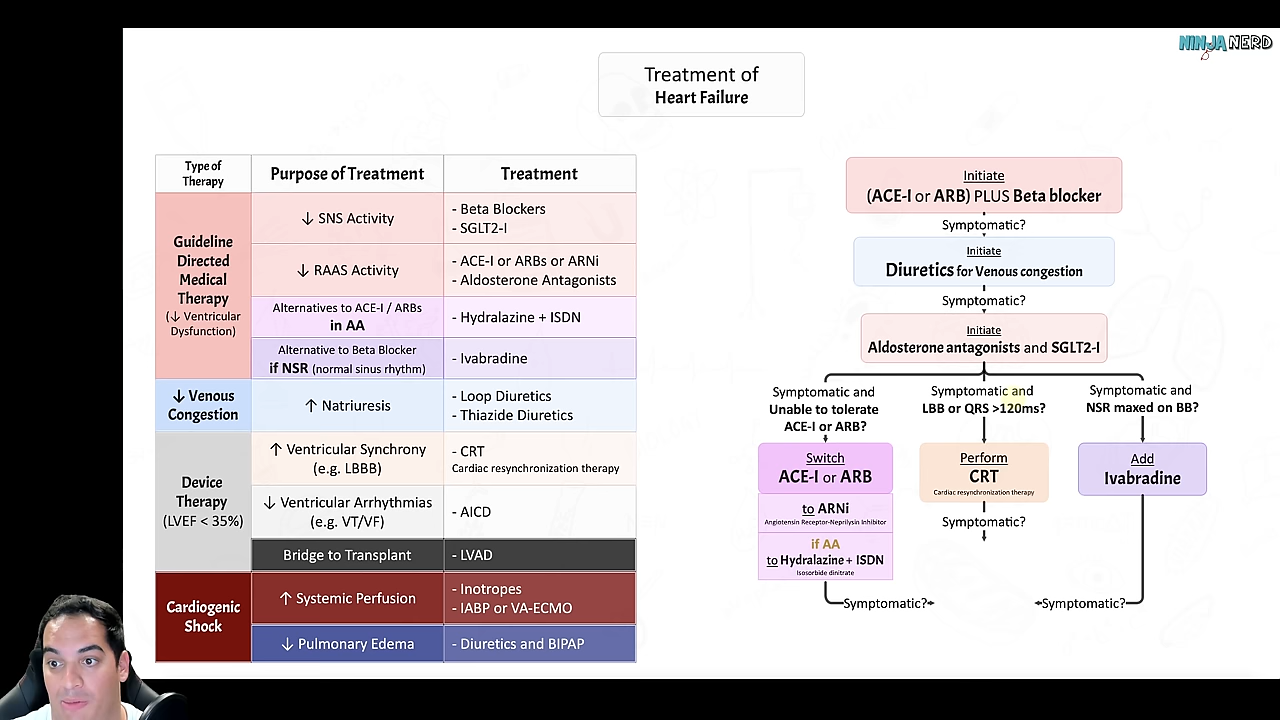 NINJA NERD
Treatment of
Heart Failure
Type of
Therapy
Purpose of Treatment
Treatment
Guideline
Directed
Medical
Therapy
(↓ Ventricular
Dysfunction)
↓ SNS Activity
- Beta Blockers
- SGLT2-I
↓ RAAS Activity
- ACE-I or ARBs or ARNi
- Aldosterone Antagonists
Alternatives to ACE-I / ARBs
in AA
- Hydralazine + ISDN
Alternative to Beta Blocker
if NSR (normal sinus rhythm)
- Ivabradine
↓ Venous
Congestion
↑ Natriuresis
- Loop Diuretics
- Thiazide Diuretics
Device
Therapy
(LVEF < 35%)
↑ Ventricular Synchrony
(e.g. LBBB)
- CRT
Cardiac resynchronization therapy
↓ Ventricular Arrhythmias
(e.g. VT/VF)
- AICD
Bridge to Transplant
- LVAD
Cardiogenic
Shock
↑ Systemic Perfusion
- Inotropes
- IABP or VA-ECMO
↓ Pulmonary Edema
- Diuretics and BIPAP
Initiate
(ACE-I or ARB) PLUS Beta blocker
Symptomatic?
Initiate
Diuretics for Venous congestion
Symptomatic?
Initiate
Aldosterone antagonists and SGLT2-I
Symptomatic and
Unable to tolerate
ACE-I or ARB?
Switch
ACE-I or ARB
to ARNi
Angiotensin Receptor-Neprilysin Inhibitor
if AA
to Hydralazine + ISDN
Isosorbide dinitrate
Symptomatic?
Symptomatic and
LBB or QRS >120ms?
Perform
CRT
Cardiac resynchronization therapy
Symptomatic?
Symptomatic and
NSR maxed on BB?
Add
Ivabradine
Symptomatic?